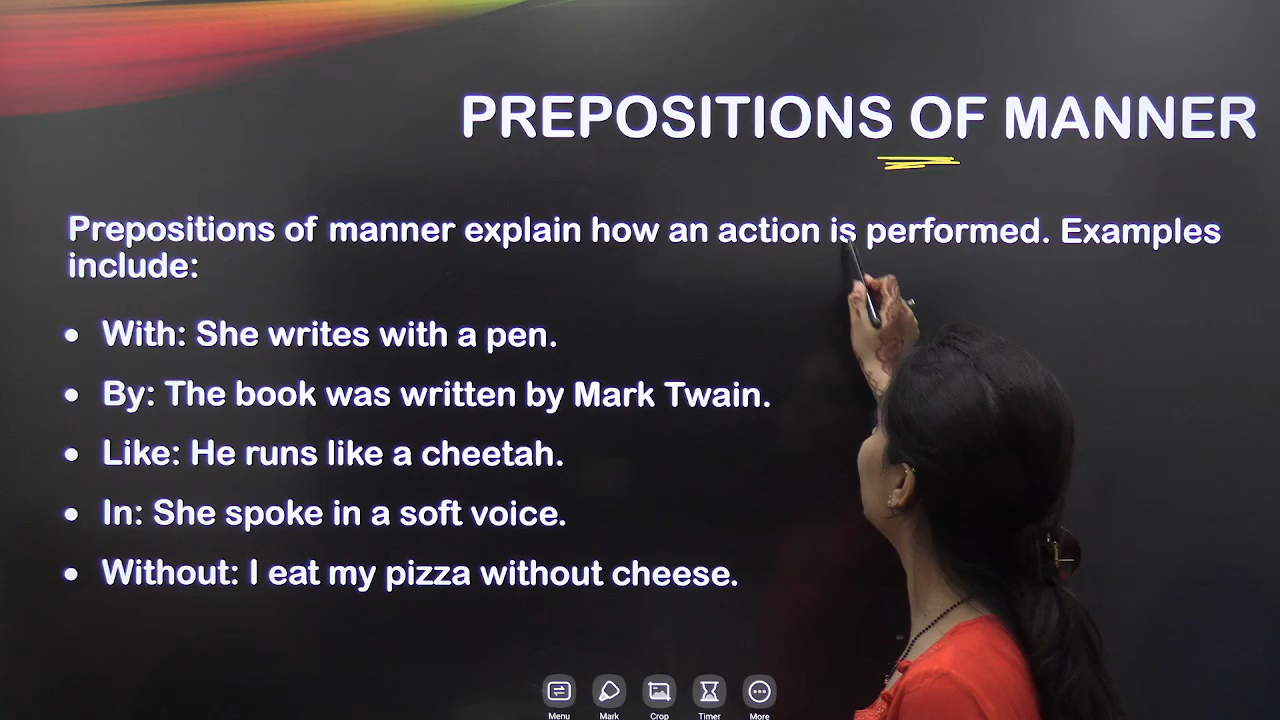 PREPOSITIONS OF MANNER
Prepositions of manner explain how an action is performed. Examples
include:
• With: She writes with a pen.
• By: The book was written by Mark Twain.
• Like: He runs like a cheetah.
• In: She spoke in a soft voice.
• Without: I eat my pizza without cheese.
Menu Mark Crop Timer More